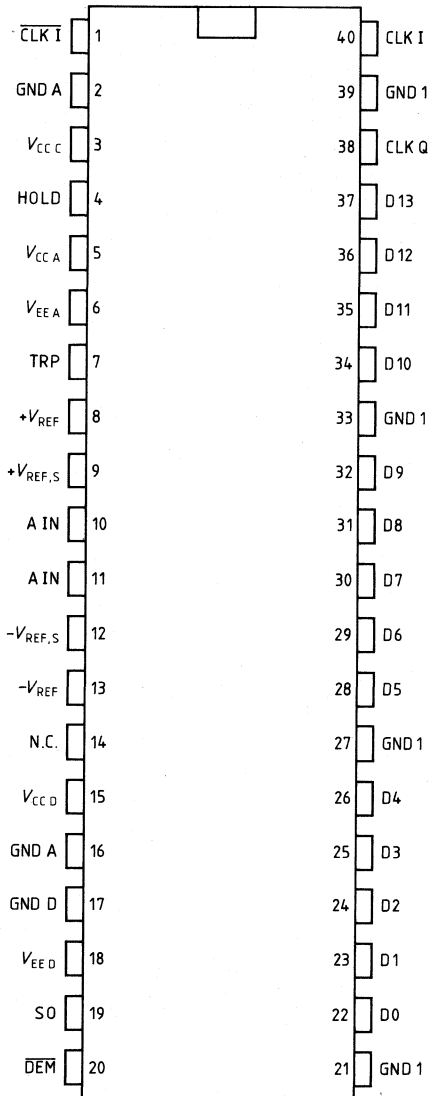 C̅L̅K̅ ̅I̅ 1 40 CLK I
GND A 2 39 GND 1
VCC C 3 38 CLK Q
HOLD 4 37 D13
VCC A 5 36 D12
VEE A 6 35 D11
TRP 7 34 D10
+VREF 8 33 GND 1
+VREF,S 9 32 D9
A IN 10 31 D8
A IN 11 30 D7
-VREF,S 12 29 D6
-VREF 13 28 D5
N.C. 14 27 GND 1
VCC D 15 26 D4
GND A 16 25 D3
GND D 17 24 D2
VEE D 18 23 D1
SO 19 22 D0
D̅E̅M̅ 20 21 GND 1